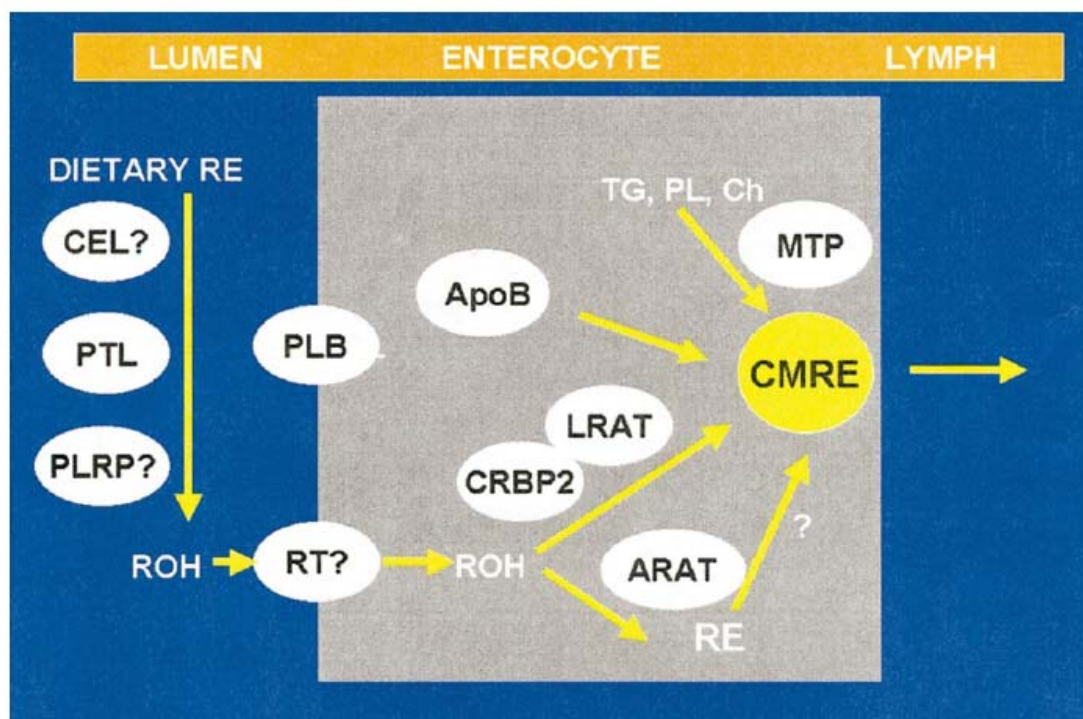 LUMEN ENTEROCYTE LYMPH
DIETARY RE
CEL?
PTL
PLRP?
ROH
PLB
RT?
ApoB
LRAT
CRBP2
ROH
TG, PL, Ch
MTP
CMRE
ARAT
RE
?